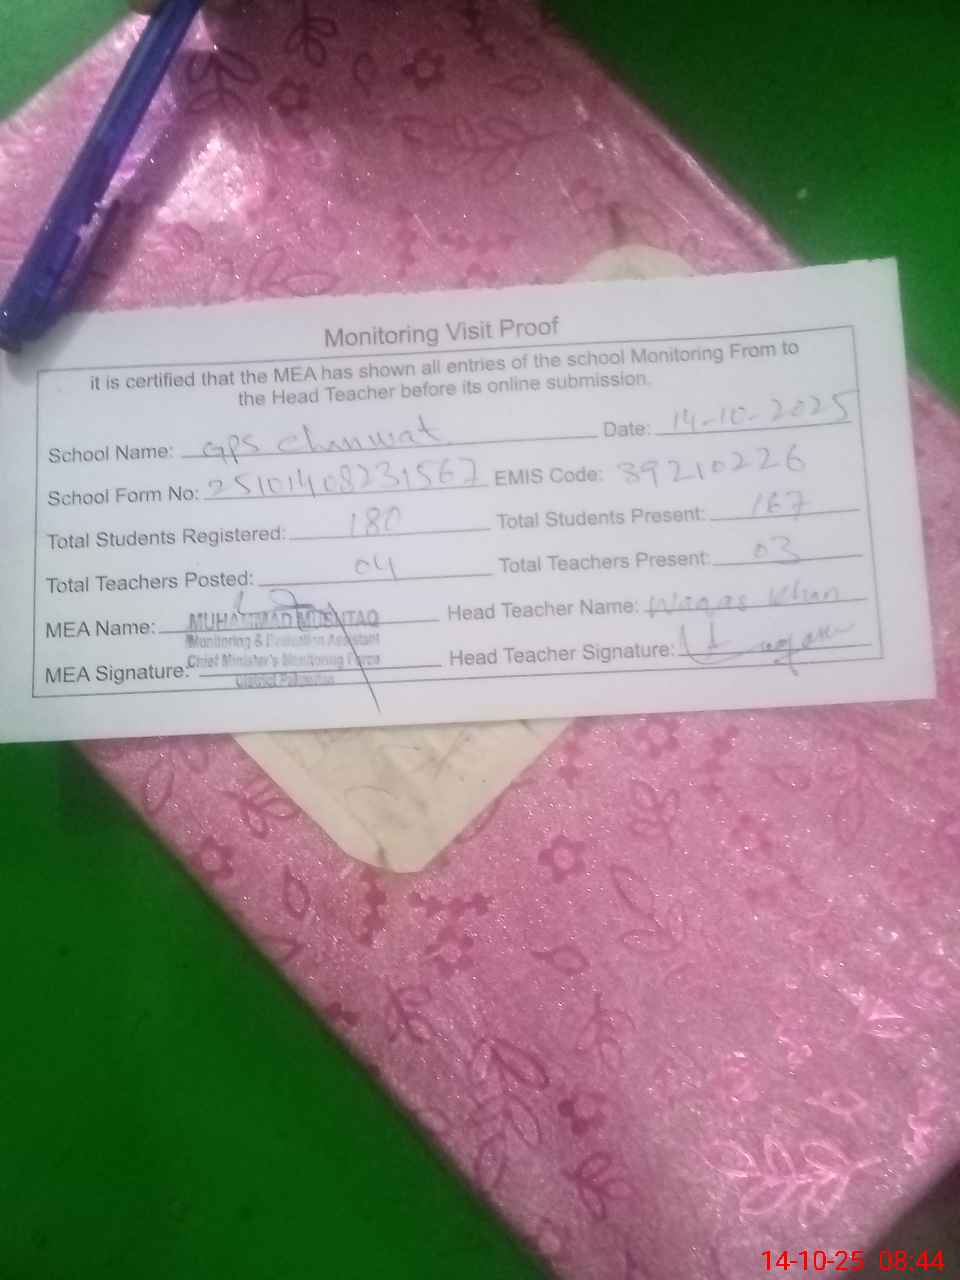 Monitoring Visit Proof
it is certified that the MEA has shown all entries of the school Monitoring From to
the Head Teacher before its online submission.
School Name: GPS Chanwat Date: 14-10-2025
School Form No: 25101408231567 EMIS Code: 39210226
Total Students Registered: 180 Total Students Present: 167
Total Teachers Posted: 04 Total Teachers Present: 03
MEA Name: MUHAMMAD MUSHTAQ Head Teacher Name: Waqas Khan
Monitoring & Evaluation Assistant
MEA Signature: Chief Minister's Monitoring Force Head Teacher Signature:
District
14-10-25 08:44